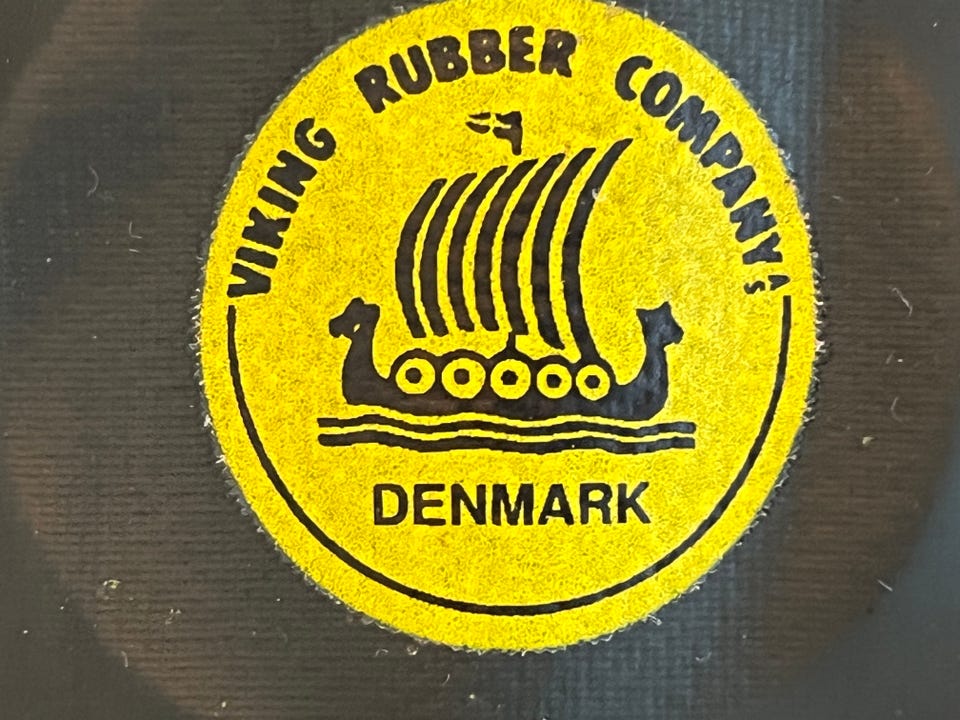 VIKING RUBBER COMPANY A/S
DENMARK